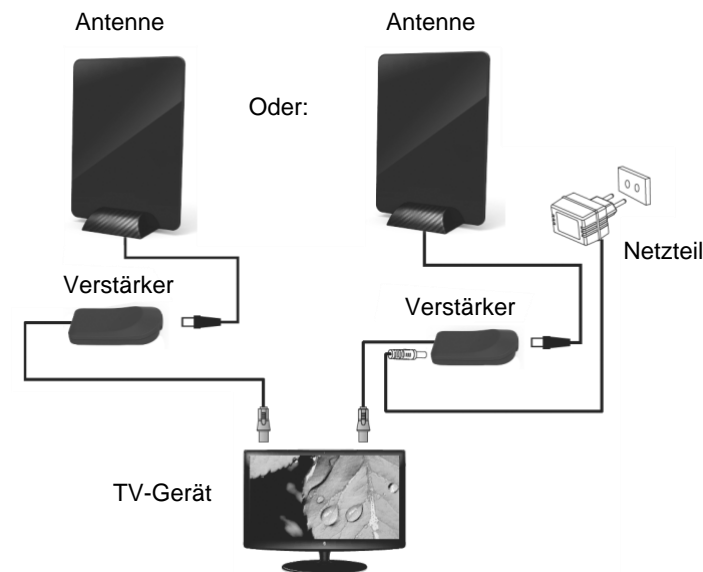 Antenne
Antenne
Oder:
Netzteil
Verstärker
Verstärker
TV-Gerät